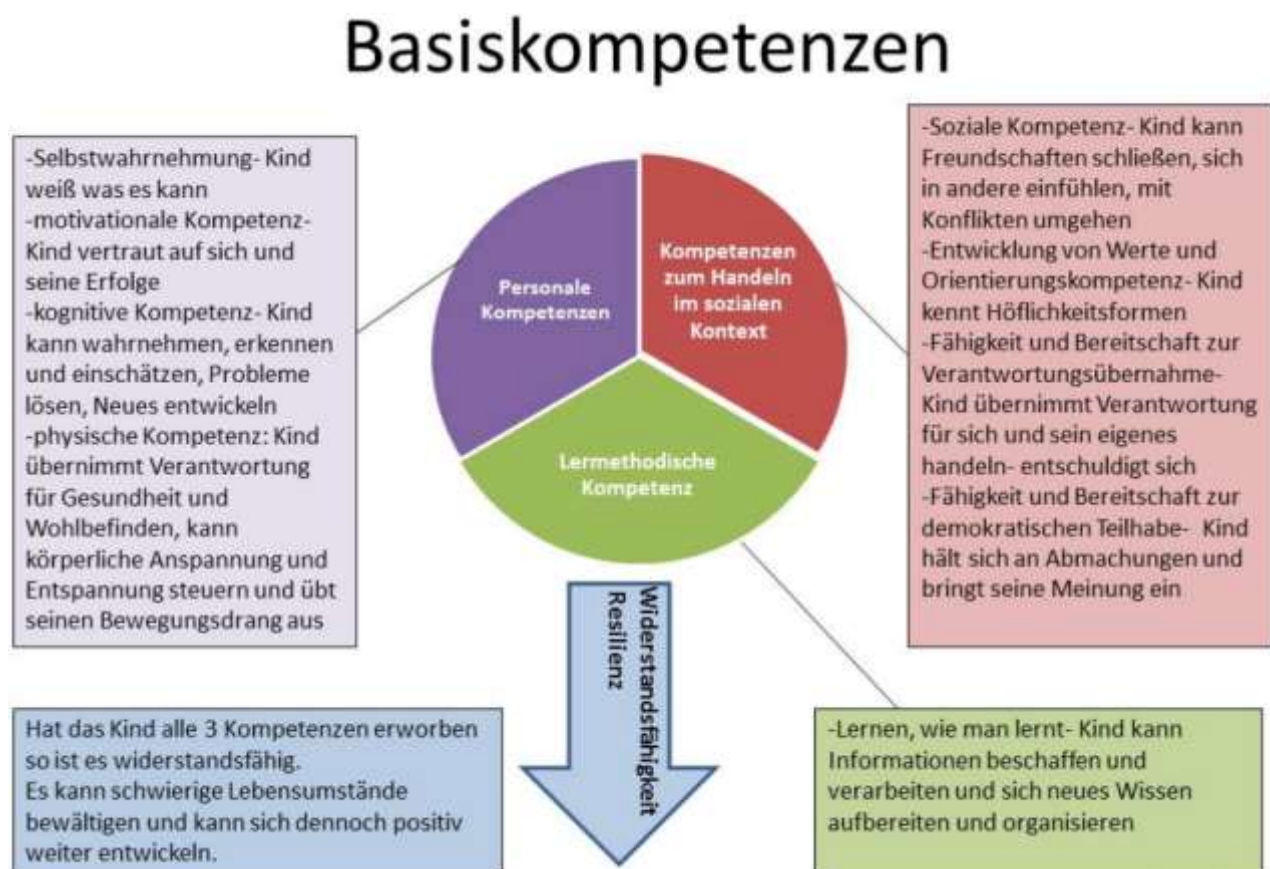 Basiskompetenzen
-Selbstwahrnehmung- Kind
weiß was es kann
-motivationale Kompetenz-
Kind vertraut auf sich und
seine Erfolge
-kognitive Kompetenz- Kind
kann wahrnehmen, erkennen
und einschätzen, Probleme
lösen, Neues entwickeln
-physische Kompetenz: Kind
übernimmt Verantwortung
für Gesundheit und
Wohlbefinden, kann
körperliche Anspannung und
Entspannung steuern und übt
seinen Bewegungsdrang aus
Personale
Kompetenzen
Kompetenzen
zum Handeln
im sozialen
Kontext
Lermethodische
Kompetenz
-Soziale Kompetenz- Kind kann
Freundschaften schließen, sich
in andere einfühlen, mit
Konflikten umgehen
-Entwicklung von Werte und
Orientierungskompetenz- Kind
kennt Höflichkeitsformen
-Fähigkeit und Bereitschaft zur
Verantwortungsübernahme-
Kind übernimmt Verantwortung
für sich und sein eigenes
handeln- entschuldigt sich
-Fähigkeit und Bereitschaft zur
demokratischen Teilhabe- Kind
hält sich an Abmachungen und
bringt seine Meinung ein
Widerstandsfähigkeit
Resilienz
Hat das Kind alle 3 Kompetenzen erworben
so ist es widerstandsfähig.
Es kann schwierige Lebensumstände
bewältigen und kann sich dennoch positiv
weiter entwickeln.
-Lernen, wie man lernt- Kind kann
Informationen beschaffen und
verarbeiten und sich neues Wissen
aufbereiten und organisieren